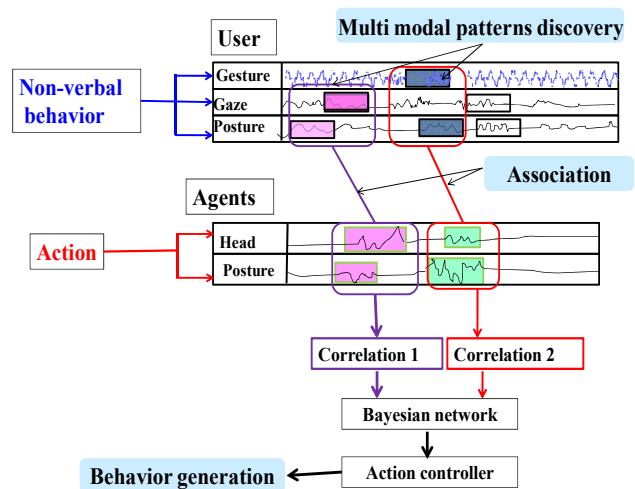 User
Multi modal patterns discovery
Non-verbal
behavior
Gesture
Gaze
Posture
Association
Agents
Action
Head
Posture
Correlation 1
Correlation 2
Bayesian network
Behavior generation
Action controller